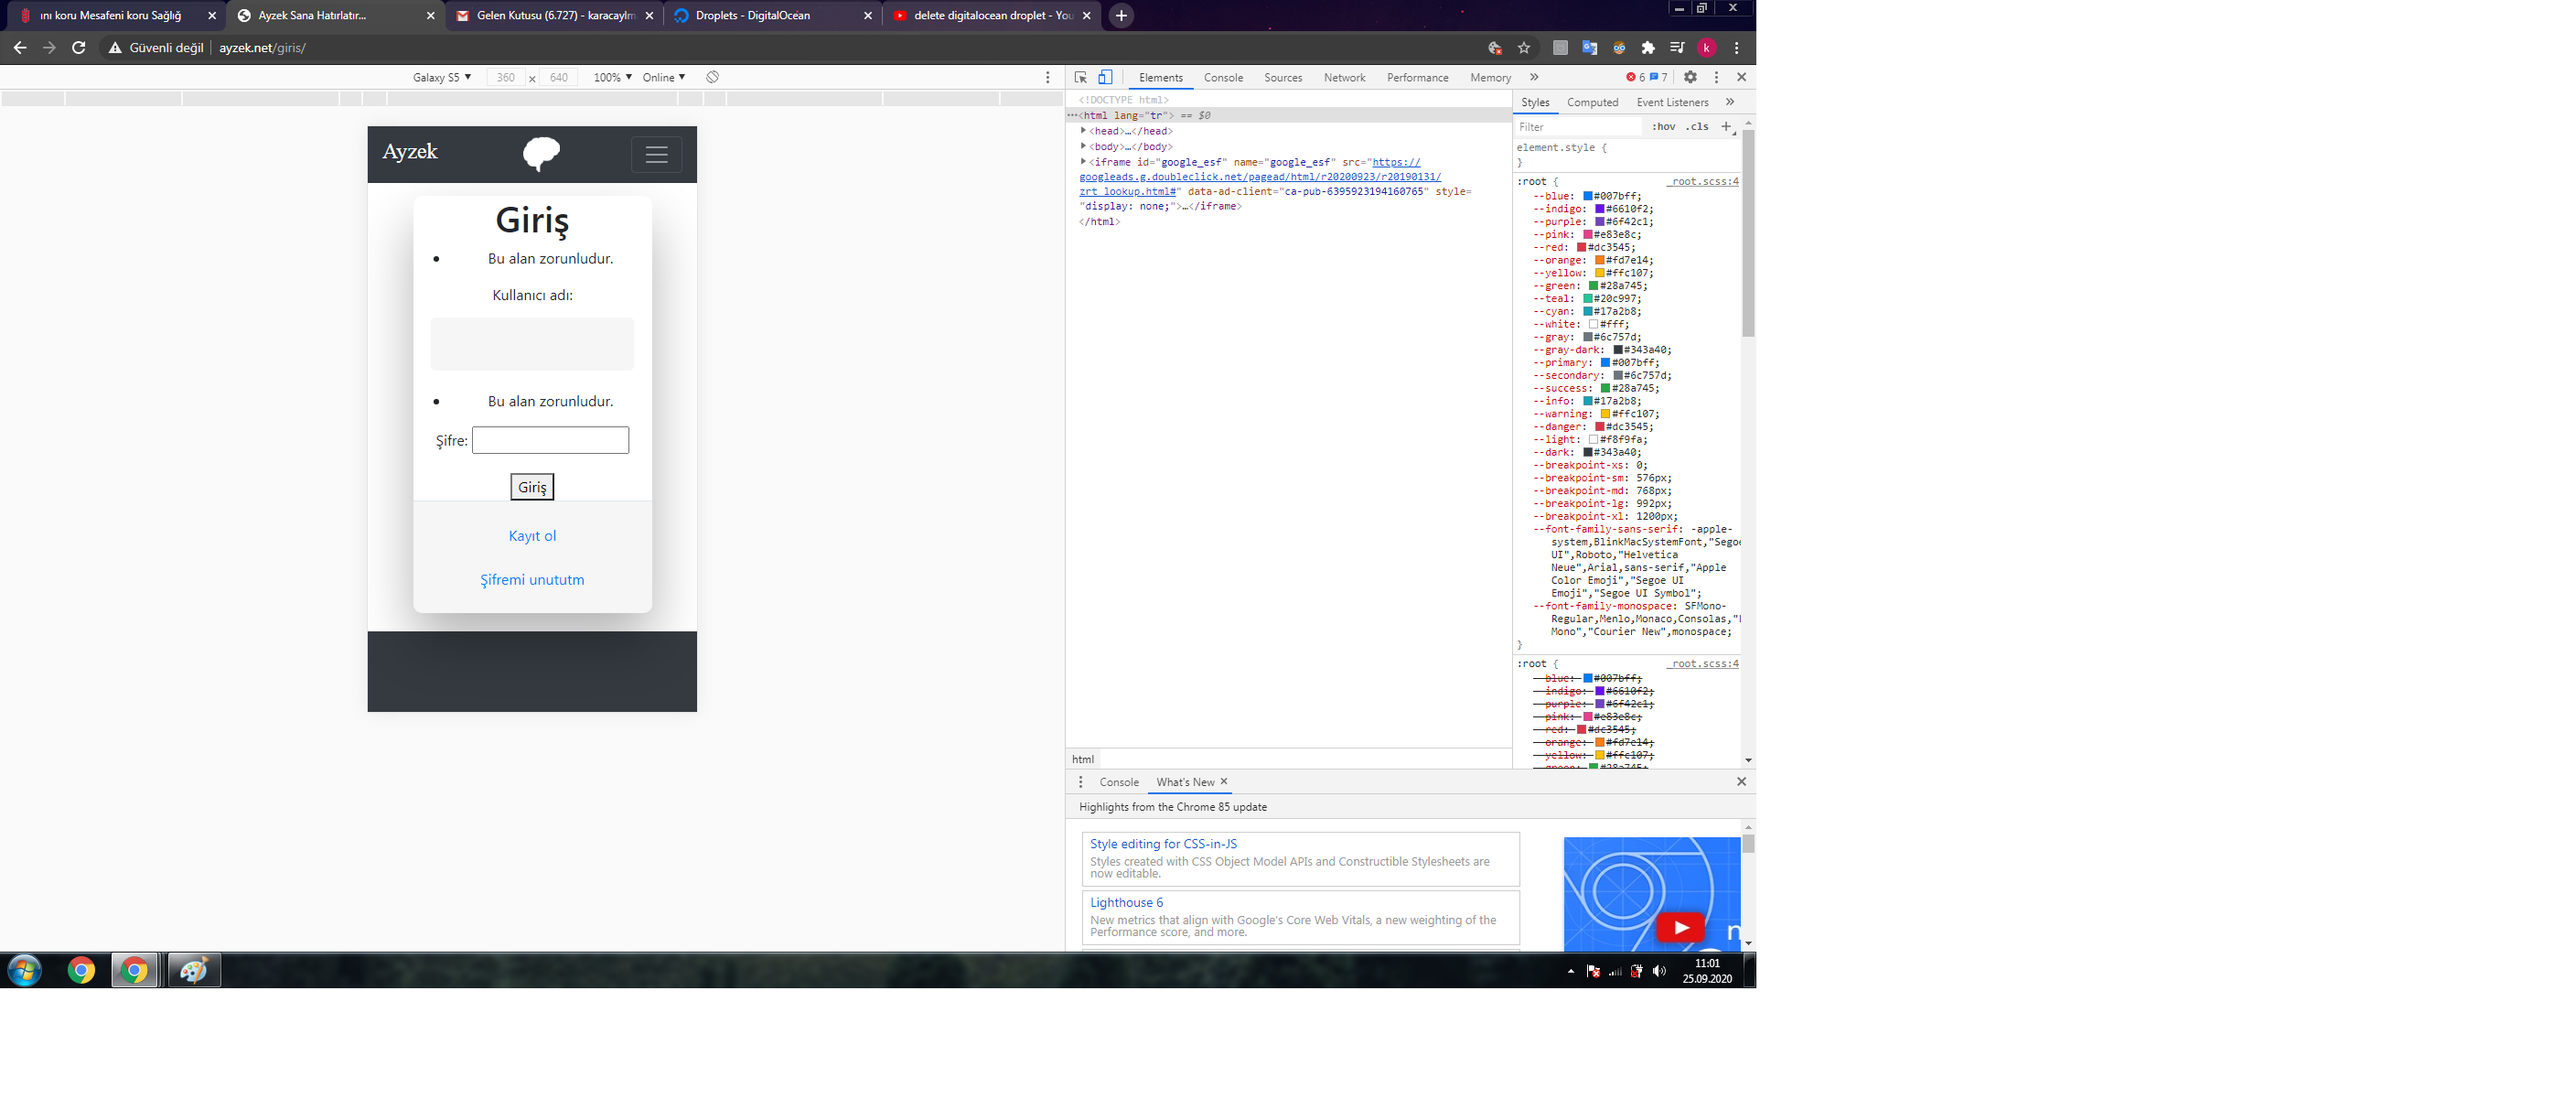 ını koru Mesafeni koru Sağlığ
Ayzek Sana Hatırlatır...
Gelen Kutusu (6.727) - karacaylm
Droplets - DigitalOcean
delete digitalocean droplet - You
Güvenli değil
ayzek.net/giris/
k
Galaxy S5
360 x 640
100%
Online
Ayzek
Giriş
Bu alan zorunludur.
Kullanıcı adı:
Bu alan zorunludur.
Şifre:
Giriş
Kayıt ol
Şifremi unututm
Elements
Console
Sources
Network
Performance
Memory
6
7
<!DOCTYPE html>
<html lang="tr"> == $0
<head>…</head>
<body>…</body>
<iframe id="google_esf" name="google_esf" src="https://
googleads.g.doubleclick.net/pagead/html/r20200923/r20190131/
zrt_lookup.html#" data-ad-client="ca-pub-6395923194160765" style=
"display: none;">…</iframe>
</html>
html
Styles
Computed
Event Listeners
Filter
:hov
.cls
element.style {
}
:root {
_root.scss:4
--blue: #007bff;
--indigo: #6610f2;
--purple: #6f42c1;
--pink: #e83e8c;
--red: #dc3545;
--orange: #fd7e14;
--yellow: #ffc107;
--green: #28a745;
--teal: #20c997;
--cyan: #17a2b8;
--white: #fff;
--gray: #6c757d;
--gray-dark: #343a40;
--primary: #007bff;
--secondary: #6c757d;
--success: #28a745;
--info: #17a2b8;
--warning: #ffc107;
--danger: #dc3545;
--light: #f8f9fa;
--dark: #343a40;
--breakpoint-xs: 0;
--breakpoint-sm: 576px;
--breakpoint-md: 768px;
--breakpoint-lg: 992px;
--breakpoint-xl: 1200px;
--font-family-sans-serif: -apple-
system,BlinkMacSystemFont,"Segoe
UI",Roboto,"Helvetica
Neue",Arial,sans-serif,"Apple
Color Emoji","Segoe UI
Emoji","Segoe UI Symbol";
--font-family-monospace: SFMono-
Regular,Menlo,Monaco,Consolas,"
Mono","Courier New",monospace;
}
:root {
_root.scss:4
--blue: #007bff;
--indigo: #6610f2;
--purple: #6f42c1;
--pink: #e83e8c;
--red: #dc3545;
--orange: #fd7e14;
--yellow: #ffc107;
--green: #28a745;
Console
What's New
Highlights from the Chrome 85 update
Style editing for CSS-in-JS
Styles created with CSS Object Model APIs and Constructible Stylesheets are
now editable.
Lighthouse 6
New metrics that align with Google's Core Web Vitals, a new weighting of the
Performance score, and more.
n
11:01
25.09.2020